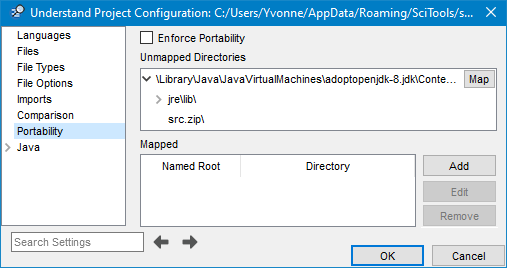 Understand Project Configuration: C:/Users/Yvonne/AppData/Roaming/SciTools/s...
Languages
Files
File Types
File Options
Imports
Comparison
Portability
Java
Enforce Portability
Unmapped Directories
\Library\Java\JavaVirtualMachines\adoptopenjdk-8.jdk\Conte... Map
jre\lib\
src.zip\
Mapped
Named Root Directory
Add
Edit
Remove
Search Settings
OK Cancel